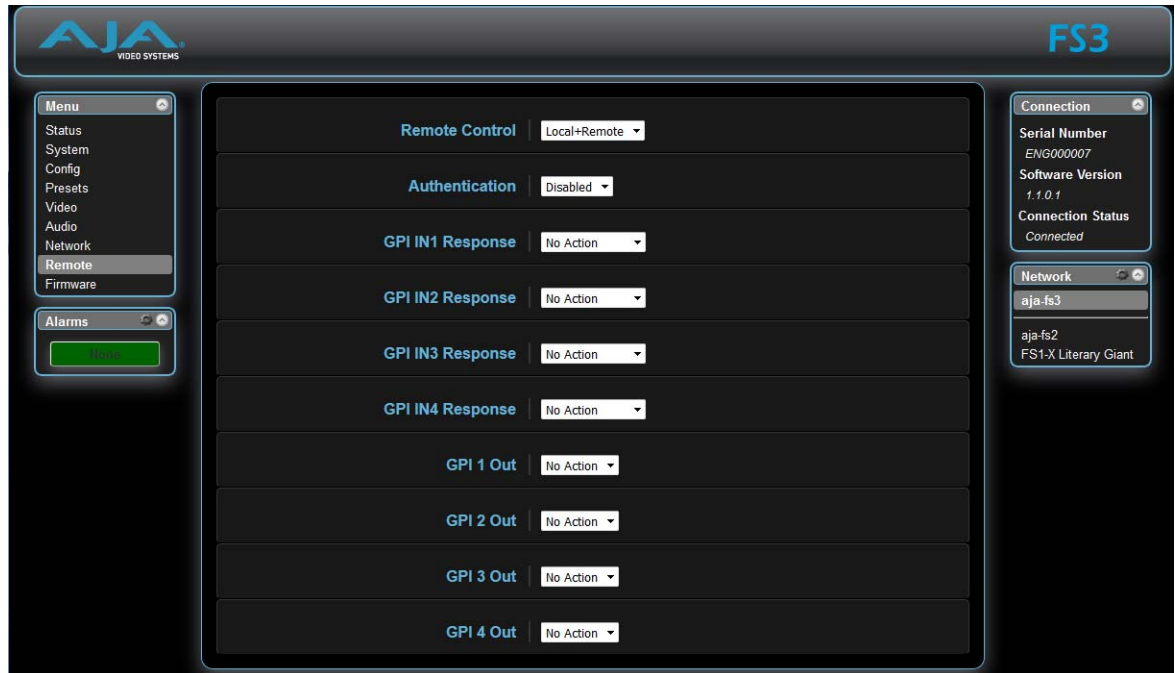 AJA
VIDEO SYSTEMS
FS3
Menu
Status
System
Config
Presets
Video
Audio
Network
Remote
Firmware
Alarms
None
Remote Control Local+Remote
Authentication Disabled
GPI IN1 Response No Action
GPI IN2 Response No Action
GPI IN3 Response No Action
GPI IN4 Response No Action
GPI 1 Out No Action
GPI 2 Out No Action
GPI 3 Out No Action
GPI 4 Out No Action
Connection
Serial Number
ENG000007
Software Version
1.1.0.1
Connection Status
Connected
Network
aja-fs3
aja-fs2
FS1-X Literary Giant